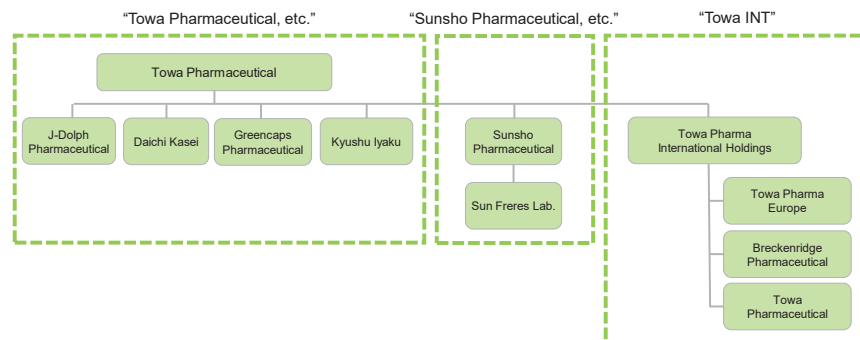 “Towa Pharmaceutical, etc.”
“Sunsho Pharmaceutical, etc.”
“Towa INT”
Towa Pharmaceutical
J-Dolph
Pharmaceutical
Daichi Kasei
Greencaps
Pharmaceutical
Kyushu Iyaku
Sunsho
Pharmaceutical
Towa Pharma
International Holdings
Sun Freres Lab.
Towa Pharma
Europe
Breckenridge
Pharmaceutical
Towa
Pharmaceutical